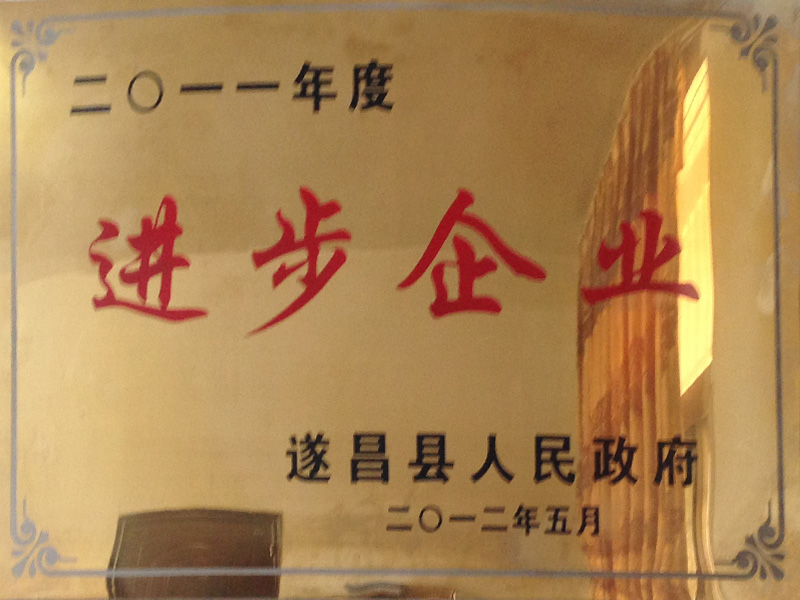 二〇一一年度
进步企业
遂昌县人民政府
二〇一二年五月